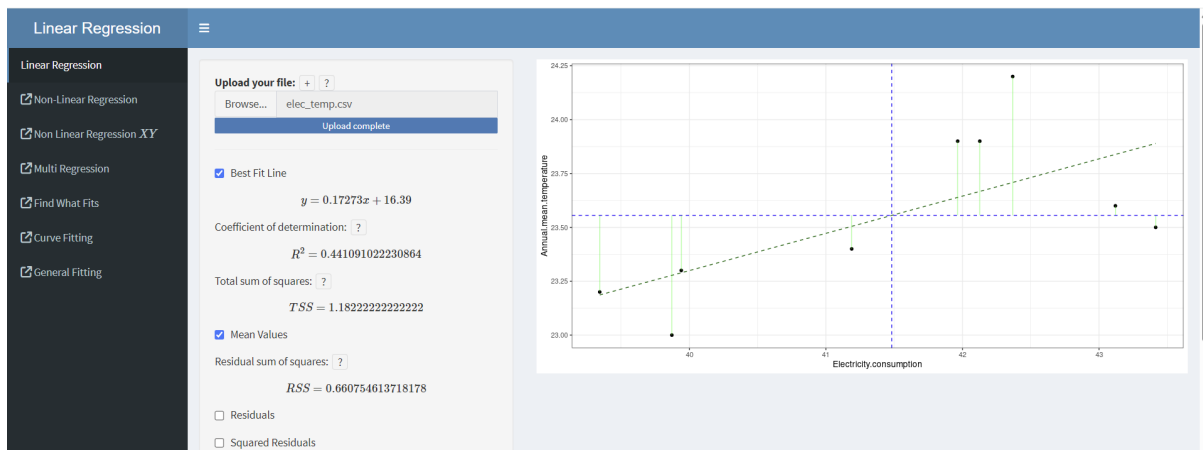 Linear Regression
Linear Regression
Non-Linear Regression
Non Linear Regression XY
Multi Regression
Find What Fits
Curve Fitting
General Fitting
Upload your file: + ?
Browse... elec_temp.csv
Upload complete
Best Fit Line
y = 0.17273x + 16.39
Coefficient of determination: ?
R² = 0.441091022230864
Total sum of squares: ?
TSS = 1.18222222222222
Mean Values
Residual sum of squares: ?
RSS = 0.660754613718178
Residuals
Squared Residuals
Annual.mean.temperature
24.25
24.00
23.75
23.50
23.25
23.00
40 41 42 43
Electricity.consumption